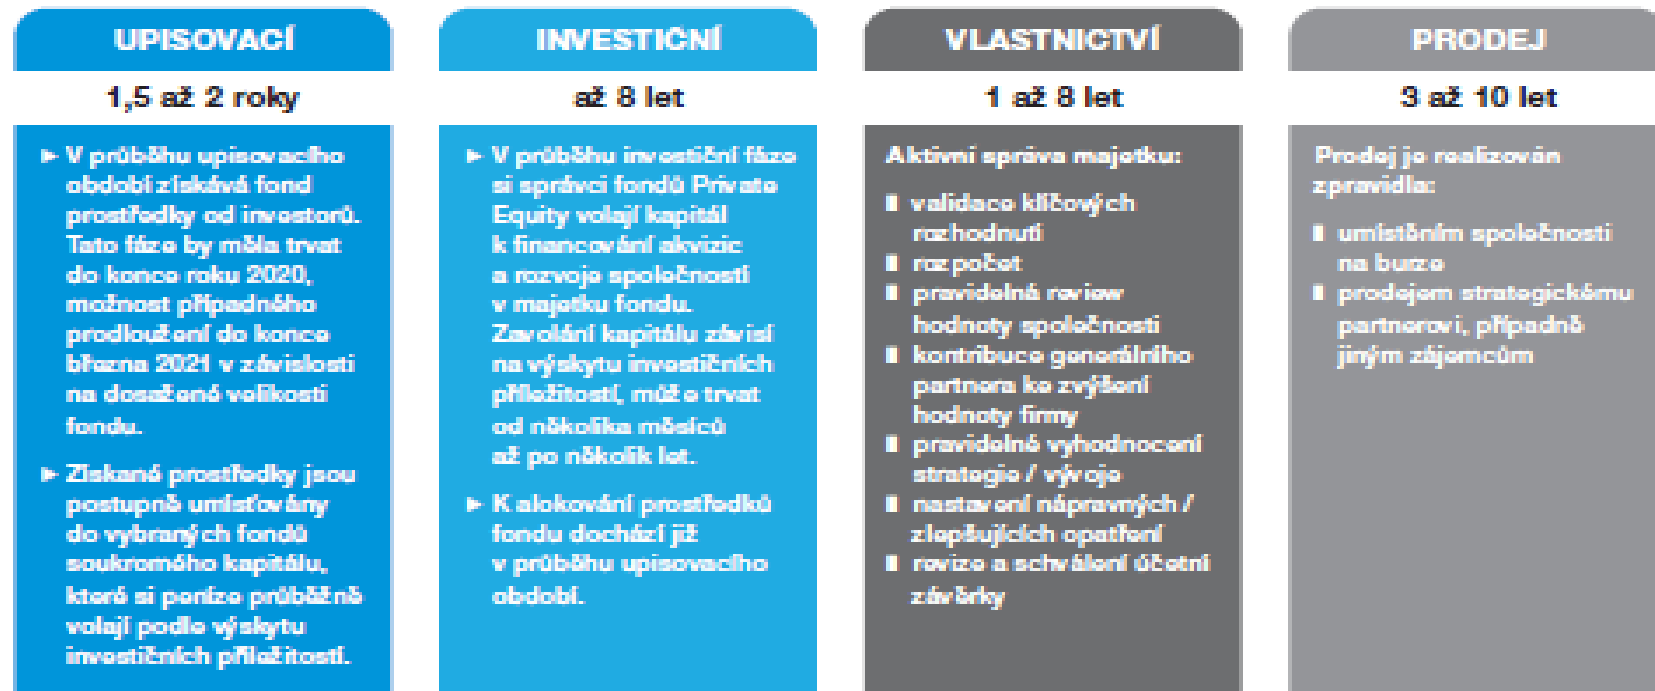 UPISOVACÍ
1,5 až 2 roky
► V průběhu upisovacího
období získává fond
prostředky od investorů.
Tato fáze by měla trvat
do konce roku 2020,
možnost případného
prodloužení do konce
března 2021 v závislosti
na dosažené velikosti
fondu.
► Získané prostředky jsou
postupně umísťovány
do vybraných fondů
soukromého kapitálu,
které si peníze průběžně
volají podle výskytu
investičních příležitostí.
INVESTIČNÍ
až 8 let
► V průběhu investiční fáze
si správci fondů Private
Equity volají kapitál
k financování akvizic
a rozvoje společností
v majetku fondu.
Zavolání kapitálu závisí
na výskytu investičních
příležitostí, může trvat
od několika měsíců
až po několik let.
► K alokování prostředků
fondu dochází již
v průběhu upisovacího
období.
VLASTNICTVÍ
1 až 8 let
Aktivní správa majetku:
▮ validace klíčových
rozhodnutí
▮ rozpočet
▮ pravidelná review
hodnoty společnosti
▮ kontribuce generálního
partnera ke zvýšení
hodnoty firmy
▮ pravidelné vyhodnocení
strategie / vývoje
▮ nastavení nápravných /
zlepšujících opatření
▮ revize a schválení účetní
závěrky
PRODEJ
3 až 10 let
Prodej je realizován
zpravidla:
▮ umístěním společnosti
na burze
▮ prodejem strategickému
partnerovi, případně
jiným zájemcům